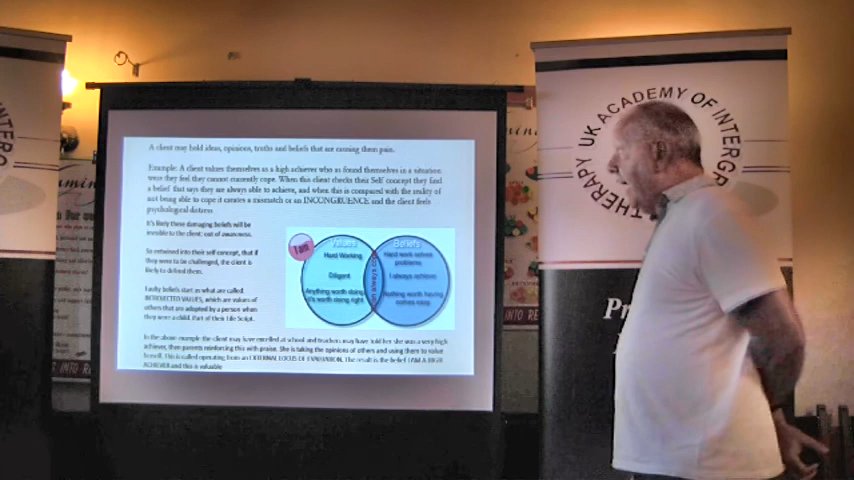 A client may hold ideas, opinions, truths and beliefs that are causing them pain.
Example: A client values themselves as a high achiever who as found themselves in a situation
were they feel they cannot currently cope. When this client checks their Self concept they find
a belief that says they are always able to achieve, and when this is compared with the reality of
not being able to cope it creates a mismatch or an INCONGRUENCE and the client feels
psychological distress
It's likely these damaging beliefs will be
invisible to the client: out of awareness.
So entwined into their self concept, that if
they were to be challenged, the client is
likely to defend them.
Faulty beliefs start as what are called
INTROJECTED VALUES, which are values of
others that are adopted by a person when
they were a child. Part of their Life Script.
I am
Values
Hard Working
Diligent
Anything worth doing
it's worth doing right
always
Beliefs
Hard work solves
problems
I always achieve
Nothing worth having
comes easy
In the above example the client may have excelled at school and teachers may have told her she was a very high
achiever, then parents reinforcing this with praise. She is taking the opinions of others and using them to value
herself. This is called operating from an EXTERNAL LOCUS OF EVALUATION. The result is the belief I AM A HIGH
ACHIEVER and this is valuable
UK ACADEMY OF INTEGR
THERAPY
Pr
INTO RE
INTO RE